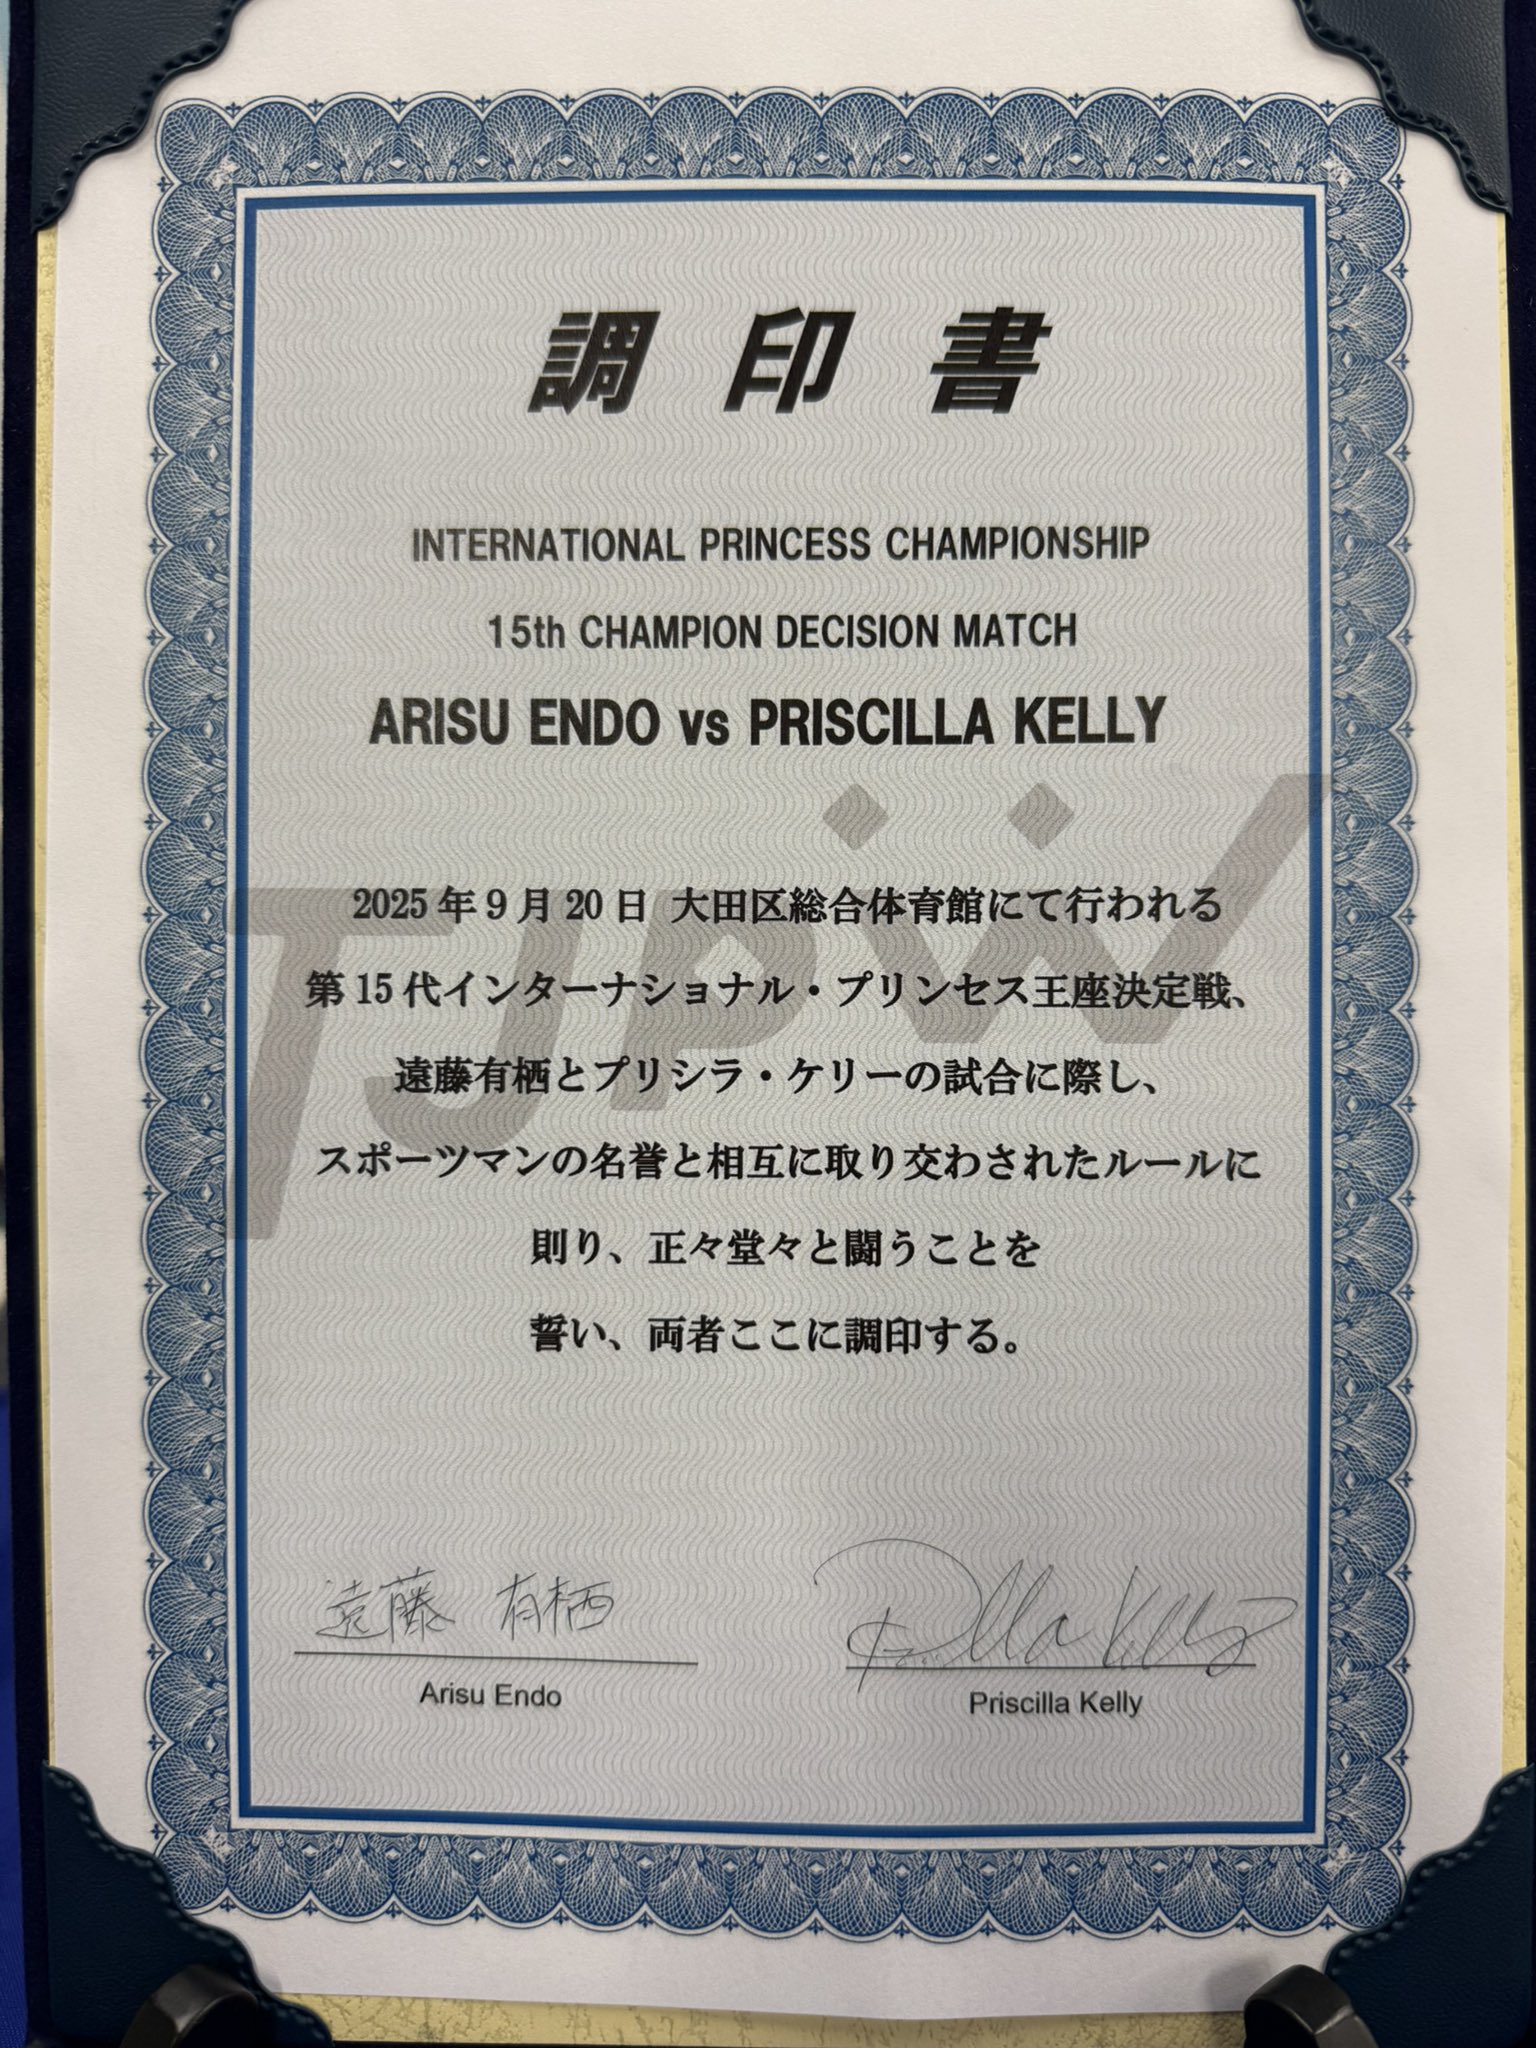 調印書
INTERNATIONAL PRINCESS CHAMPIONSHIP
15th CHAMPION DECISION MATCH
ARISU ENDO vs PRISCILLA KELLY
TJPW
2025年9月20日 大田区総合体育館にて行われる
第15代インターナショナル・プリンセス王座決定戦、
遠藤有栖とプリシラ・ケリーの試合に際し、
スポーツマンの名誉と相互に取り交わされたルールに
則り、正々堂々と闘うことを
誓い、両者ここに調印する。
遠藤 有栖
Priscilla Kelly
Arisu Endo
Priscilla Kelly